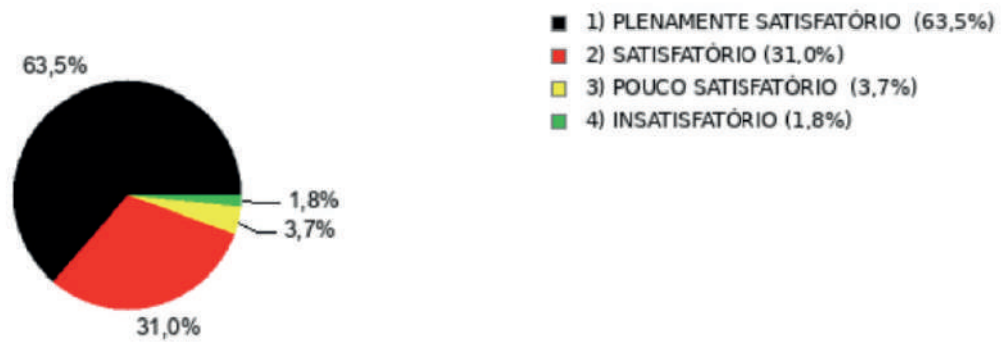 63,5%
1,8%
3,7%
31,0%
1) PLENAMENTE SATISFATÓRIO (63,5%)
2) SATISFATÓRIO (31,0%)
3) POUCO SATISFATÓRIO (3,7%)
4) INSATISFATÓRIO (1,8%)